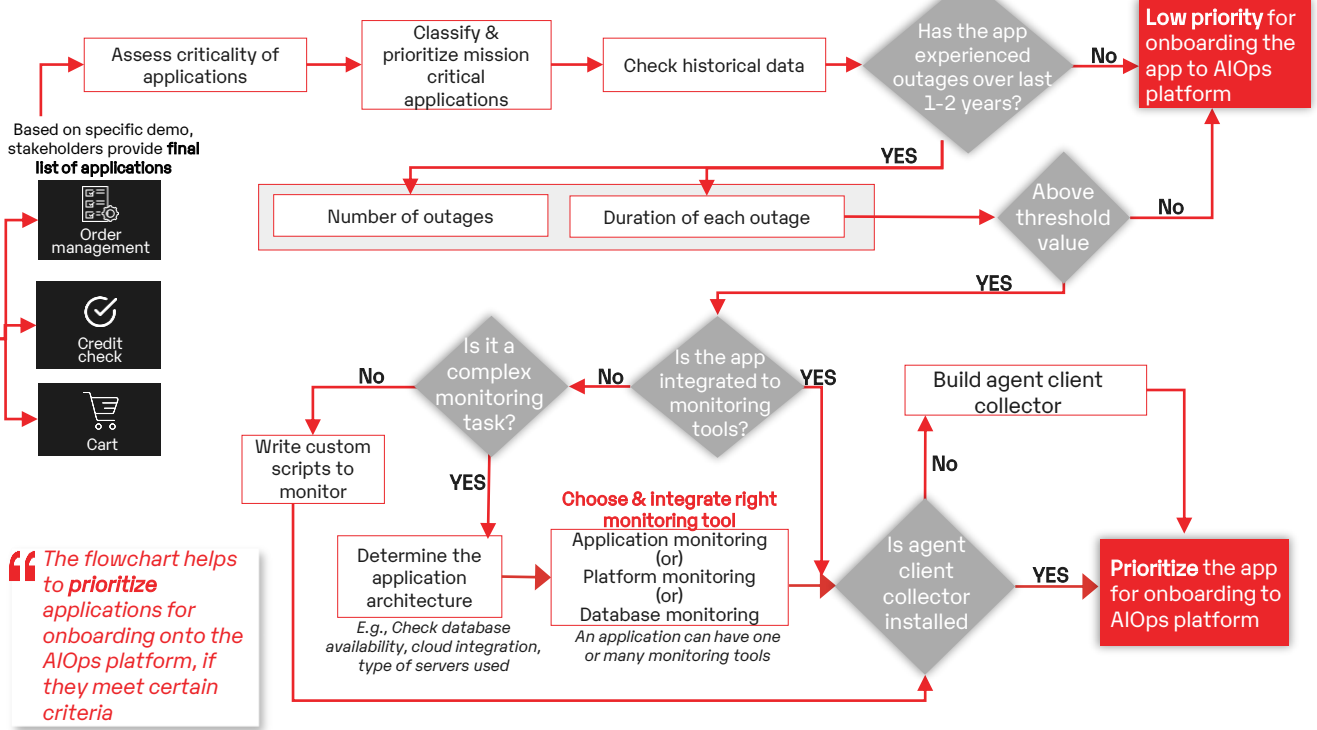 Assess criticality of
applications
Classify &
prioritize mission
critical
applications
Check historical data
Has the app
experienced
outages over last
1-2 years?
No
Low priority for
onboarding the
app to AIOps
platform
Based on specific demo,
stakeholders provide final
list of applications
Order
management
Credit
check
Cart
YES
Number of outages
Duration of each outage
Above
threshold
value
No
YES
Is the app
integrated to
monitoring
tools?
No
YES
Is it a
complex
monitoring
task?
No
YES
Write custom
scripts to
monitor
Determine the
application
architecture
E.g., Check database
availability, cloud integration,
type of servers used
Choose & integrate right
monitoring tool
Application monitoring
(or)
Platform monitoring
(or)
Database monitoring
An application can have one
or many monitoring tools
Is agent
client
collector
installed
No
Build agent client
collector
YES
Prioritize the app
for onboarding to
AIOps platform
“ The flowchart helps
to prioritize
applications for
onboarding onto the
AIOps platform, if
they meet certain
criteria